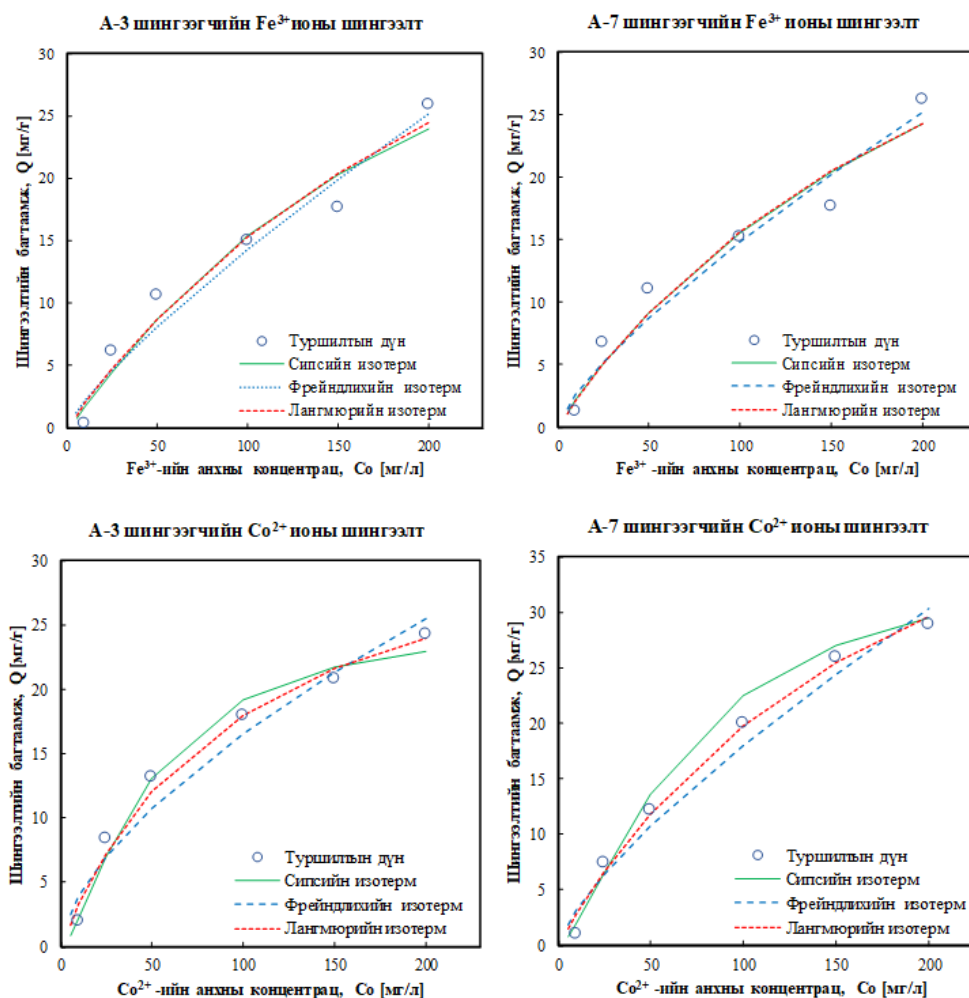 А-3 шингээгчийн Fe³⁺ ионы шингээлт
Шингээлтийн багтаамж, Q [мг/г]
30
25
20
15
10
5
0
Туршилтын дүн
Сипсийн изотерм
Фрейндлихийн изотерм
Лангмюрийн изотерм
0 50 100 150 200
Fe³⁺-ийн анхны концентрац, Co [мг/л]
А-7 шингээгчийн Fe³⁺ ионы шингээлт
Шингээлтийн багтаамж, Q [мг/г]
30
25
20
15
10
5
0
Туршилтын дүн
Сипсийн изотерм
Фрейндлихийн изотерм
Лангмюрийн изотерм
0 50 100 150 200
Fe³⁺ -ийн анхны концентрац, Co [мг/л]
А-3 шингээгчийн Co²⁺ ионы шингээлт
Шингээлтийн багтаамж, Q [мг/г]
30
25
20
15
10
5
0
Туршилтын дүн
Сипсийн изотерм
Фрейндлихийн изотерм
Лангмюрийн изотерм
0 50 100 150 200
Co²⁺ -ийн анхны концентрац, Co [мг/л]
А-7 шингээгчийн Co²⁺ ионы шингээлт
Шингээлтийн багтаамж, Q [мг/г]
35
30
25
20
15
10
5
0
Туршилтын дүн
Сипсийн изотерм
Фрейндлихийн изотерм
Лангмюрийн изотерм
0 50 100 150 200
Co²⁺ -ийн анхны концентрац, Co [мг/л]